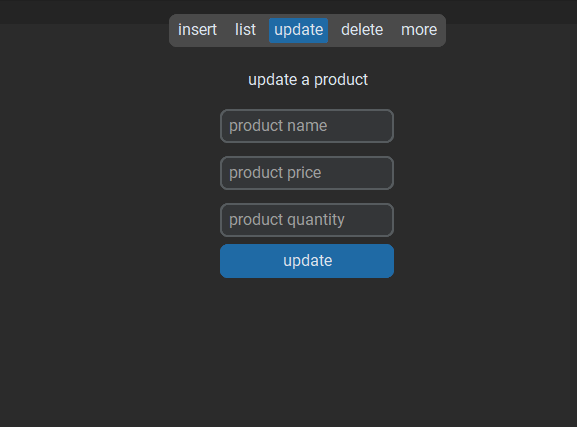 insert list update delete more
update a product
product name
product price
product quantity
update